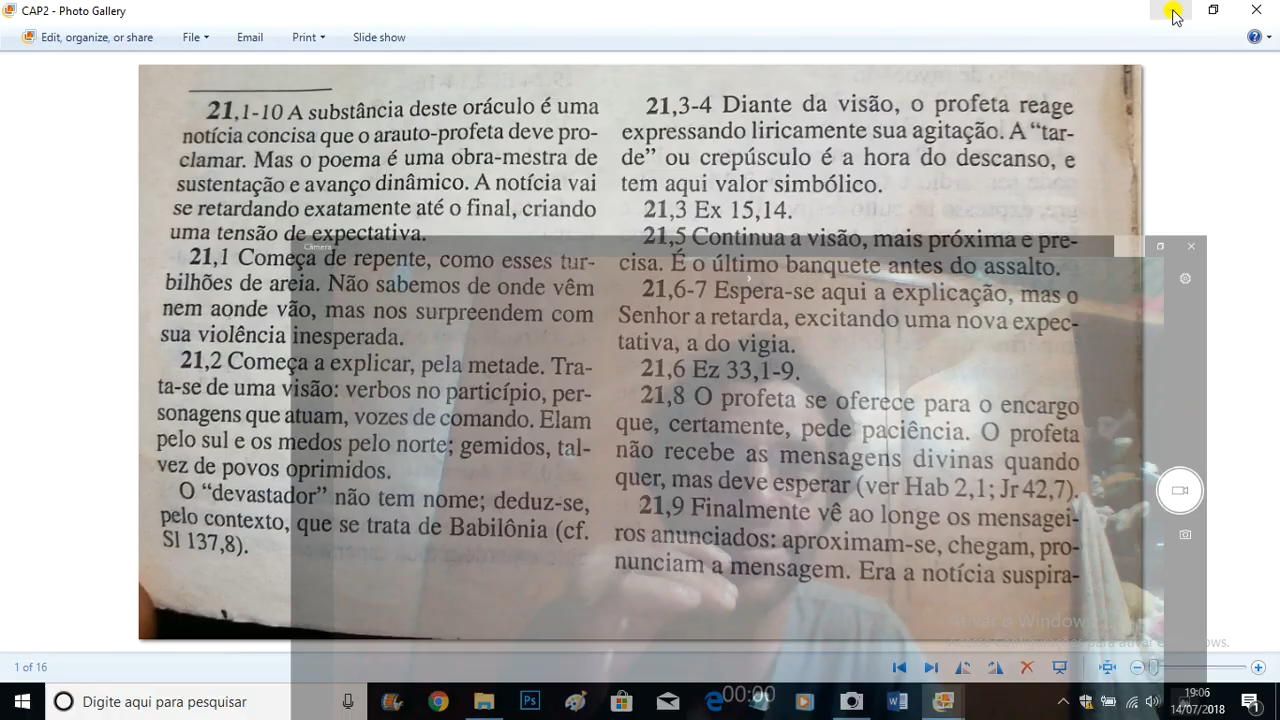 CAP2 - Photo Gallery
Edit, organize, or share
File
Email
Print
Slide show
21,1-10 A substância deste oráculo é uma
notícia concisa que o arauto-profeta deve pro-
clamar. Mas o poema é uma obra-mestra de
sustentação e avanço dinâmico. A notícia vai
se retardando exatamente até o final, criando
uma tensão de expectativa.
21,1 Começa de repente, como esses tur-
bilhões de areia. Não sabemos de onde vêm
nem aonde vão, mas nos surpreendem com
sua violência inesperada.
21,2 Começa a explicar, pela metade. Tra-
ta-se de uma visão: verbos no particípio, per-
sonagens que atuam, vozes de comando. Elam
pelo sul e os medos pelo norte; gemidos, tal-
vez de povos oprimidos.
O “devastador” não tem nome; deduz-se,
pelo contexto, que se trata de Babilônia (cf.
Sl 137,8).
21,3-4 Diante da visão, o profeta reage
expressando liricamente sua agitação. A “tar-
de” ou crepúsculo é a hora do descanso, e
tem aqui valor simbólico.
21,3 Ex 15,14.
21,5 Continua a visão, mais próxima e pre-
cisa. É o último banquete antes do assalto.
21,6-7 Espera-se aqui a explicação, mas o
Senhor a retarda, excitando uma nova expec-
tativa, a do vigia.
21,6 Ez 33,1-9.
21,8 O profeta se oferece para o encargo
que, certamente, pede paciência. O profeta
não recebe as mensagens divinas quando
quer, mas deve esperar (ver Hab 2,1; Jr 42,7).
21,9 Finalmente vê ao longe os mensagei-
ros anunciados: aproximam-se, chegam, pro-
nunciam a mensagem. Era a notícia suspira-
Câmera
Ativar o Windows
Acesse Configurações para ativar o Windows.
1 of 16
Digite aqui para pesquisar
00:00
19:06
14/07/2018